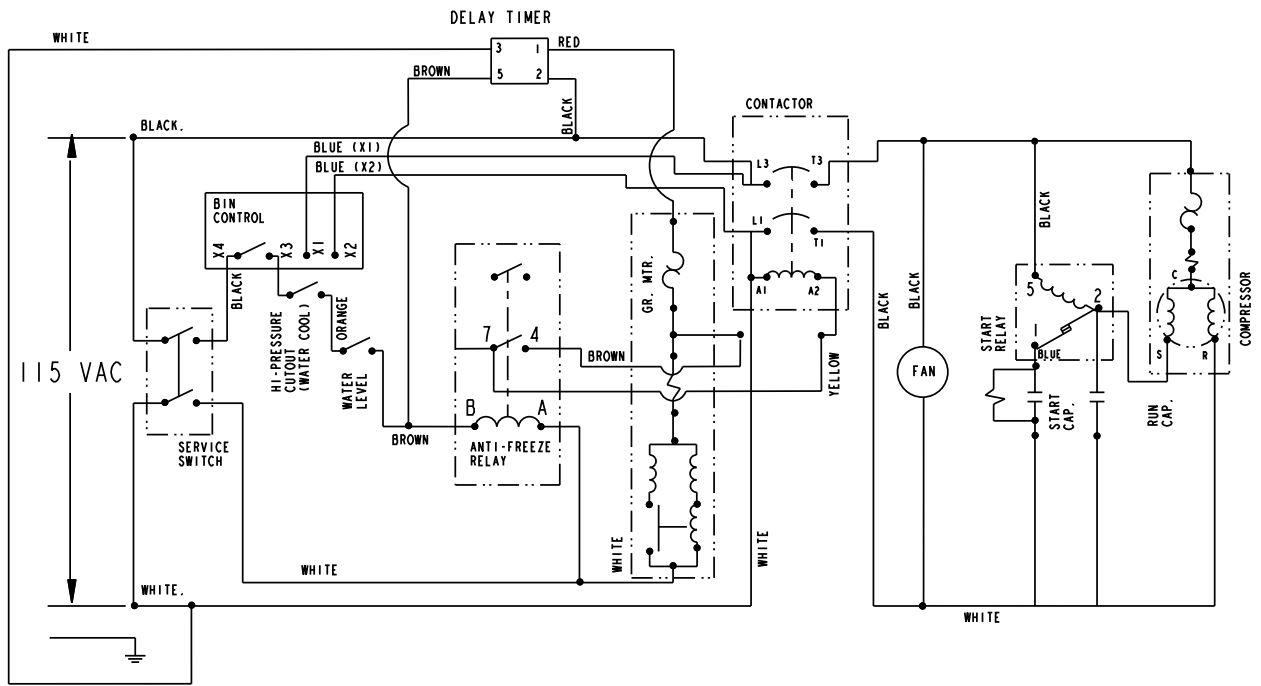 DELAY TIMER
WHITE
3
1
RED
BROWN
5
2
BLACK
CONTACTOR
BLACK.
BLUE (X1)
BLUE (X2)
L3
T3
BIN
CONTROL
L1
T1
X4
X3
X1
X2
BLACK
GR. MTR.
A1
A2
BLACK
BLACK
BLACK
5
2
C
COMPRESSOR
HI-PRESSURE
CUTOUT
(WATER COOL)
ORANGE
7
4
BROWN
START
RELAY
BLUE
S
R
115 VAC
WATER
LEVEL
YELLOW
FAN
B
A
BROWN
ANTI-FREEZE
RELAY
START
CAP.
RUN
CAP.
SERVICE
SWITCH
WHITE
WHITE
WHITE
WHITE.
WHITE